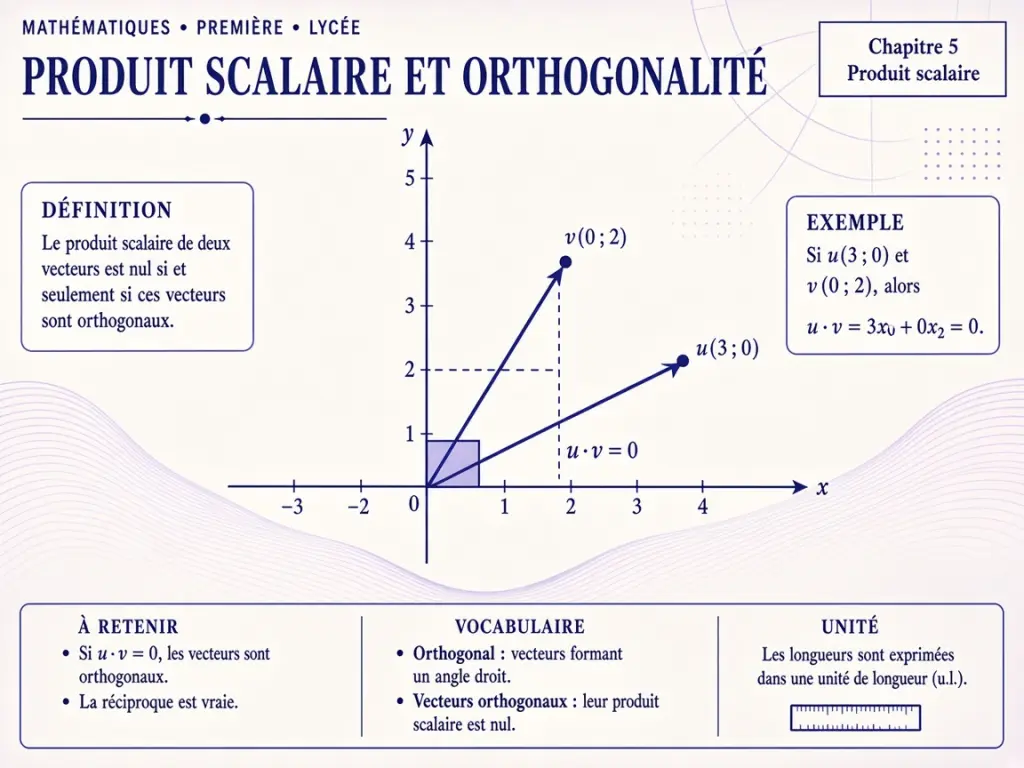 MATHÉMATIQUES • PREMIÈRE • LYCÉE
PRODUIT SCALAIRE ET ORTHOGONALITÉ
Chapitre 5
Produit scalaire
DÉFINITION
Le produit scalaire de deux
vecteurs est nul si et
seulement si ces vecteurs
sont orthogonaux.
y
5
4
3
2
1
v(0 ; 2)
u(3 ; 0)
u · v = 0
−3
−2
0
1
2
3
4
x
EXEMPLE
Si u(3 ; 0) et
v (0 ; 2), alors
u · v = 3x₀ + 0x₂ = 0.
À RETENIR
• Si u · v = 0, les vecteurs sont
orthogonaux.
• La réciproque est vraie.
VOCABULAIRE
• Orthogonal : vecteurs formant
un angle droit.
• Vecteurs orthogonaux : leur produit
scalaire est nul.
UNITÉ
Les longueurs sont exprimées
dans une unité de longueur (u.l.).